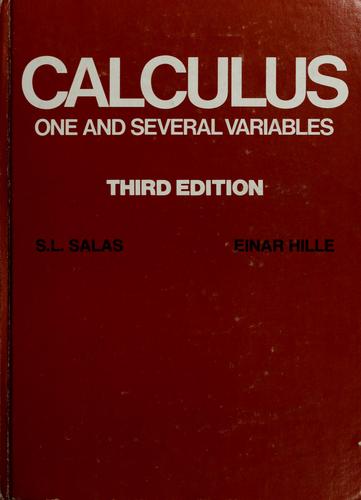 CALCULUS
ONE AND SEVERAL VARIABLES
THIRD EDITION
S.L. SALAS EINAR HILLE